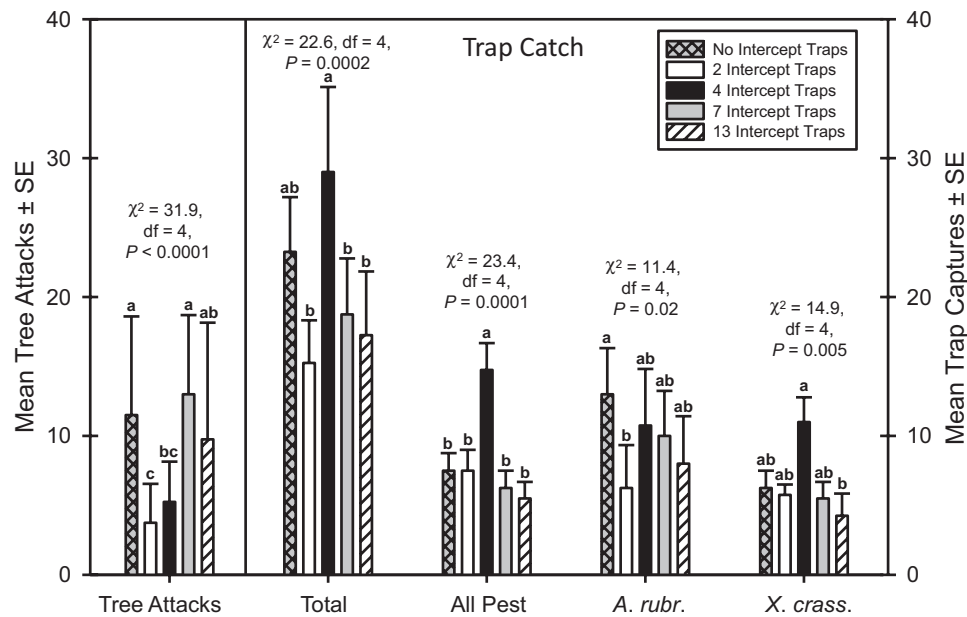 40
30
20
10
0
Mean Tree Attacks ± SE
χ² = 31.9,
df = 4,
P < 0.0001
a
c
bc
a
ab
Tree Attacks
Trap Catch
χ² = 22.6, df = 4,
P = 0.0002
ab
b
a
b
b
Total
χ² = 23.4,
df = 4,
P = 0.0001
b
b
a
b
b
All Pest
χ² = 11.4,
df = 4,
P = 0.02
a
b
ab
ab
ab
A. rubr.
χ² = 14.9,
df = 4,
P = 0.005
ab
ab
a
ab
b
X. crass.
No Intercept Traps
2 Intercept Traps
4 Intercept Traps
7 Intercept Traps
13 Intercept Traps
40
30
20
10
0
Mean Trap Captures ± SE